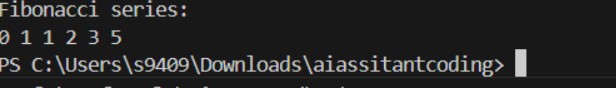 Fibonacci series:
0 1 1 2 3 5
PS C:\Users\s9409\Downloads\aiassitantcoding>